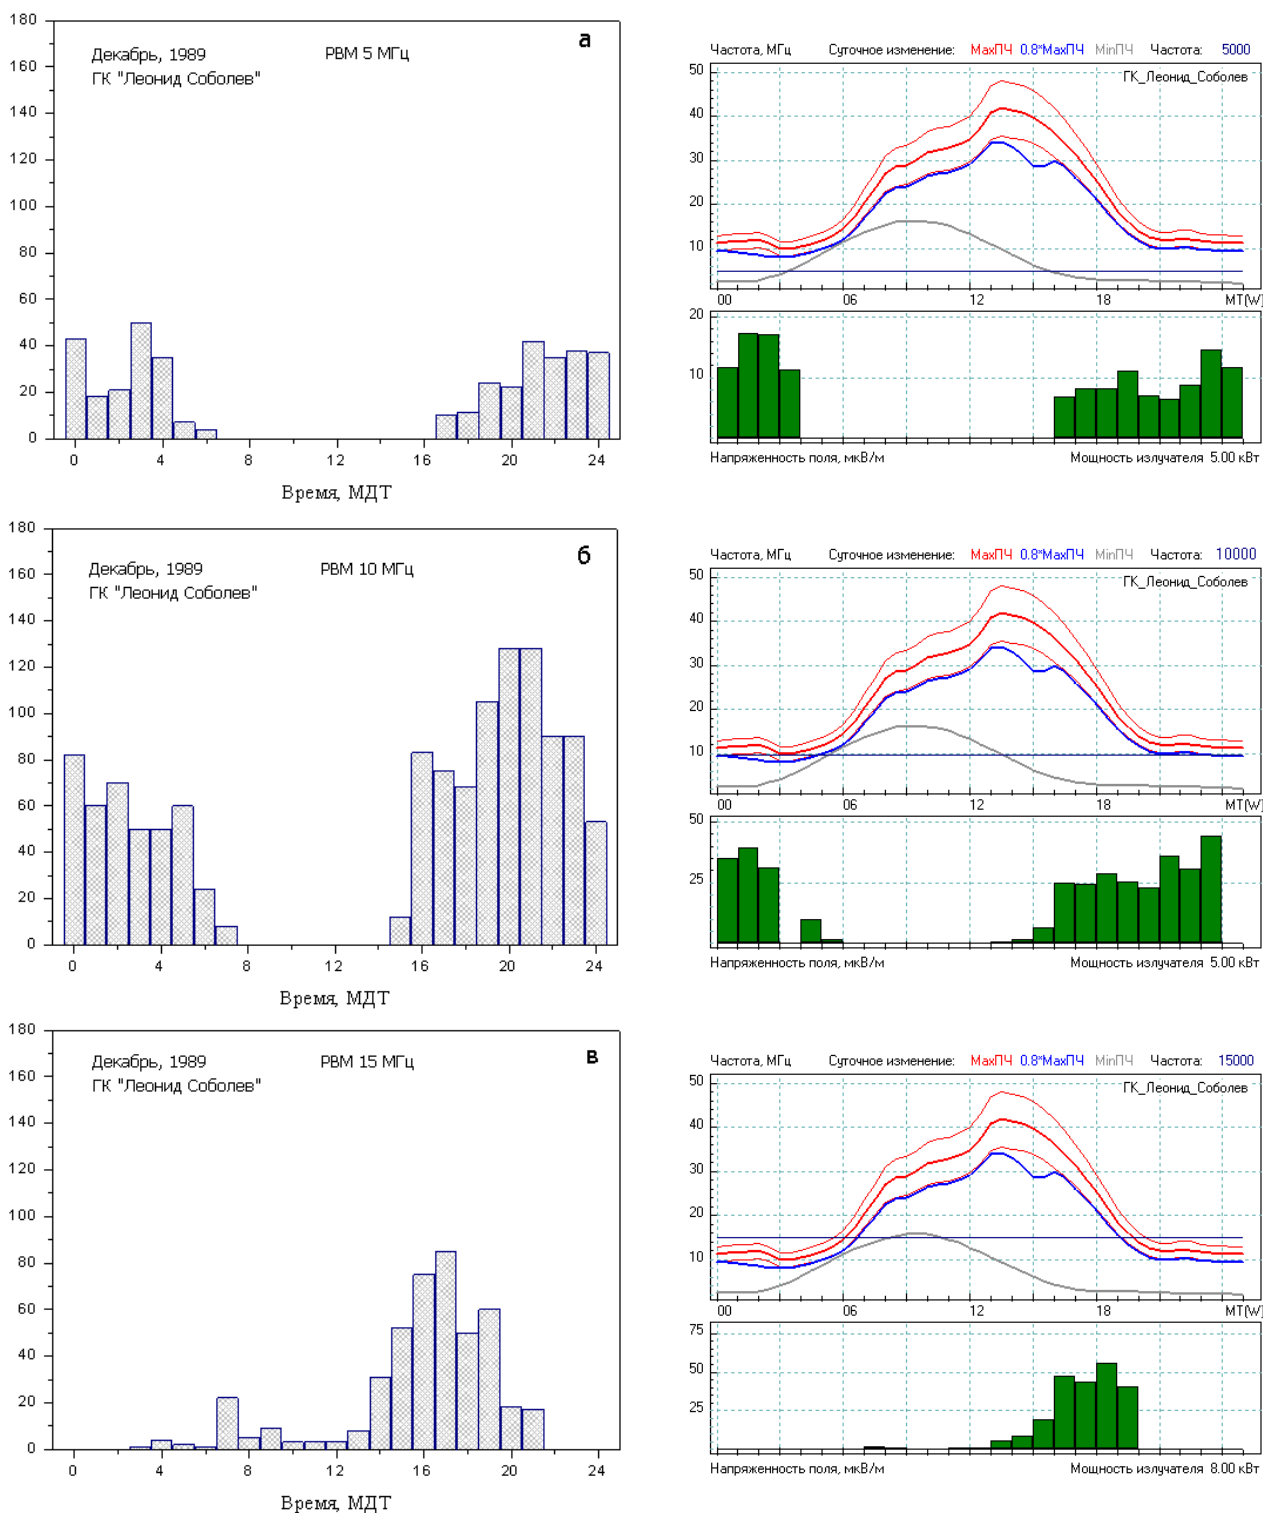 180
160
140
120
100
80
60
40
20
0
Декабрь, 1989
РВМ 5 МГц
а
ГК "Леонид Соболев"
0 4 8 12 16 20 24
Время, МДТ
Частота, МГц Суточное изменение: МахПЧ 0.8*МахПЧ МinПЧ Частота: 5000
ГК_Леонид_Соболев
50
40
30
20
10
00 06 12 18 МТ(W)
20
10
Напряженность поля, мкВ/м Мощность излучателя 5.00 кВт
180
160
140
120
100
80
60
40
20
0
Декабрь, 1989
РВМ 10 МГц
б
ГК "Леонид Соболев"
0 4 8 12 16 20 24
Время, МДТ
Частота, МГц Суточное изменение: МахПЧ 0.8*МахПЧ МinПЧ Частота: 10000
ГК_Леонид_Соболев
50
40
30
20
10
00 06 12 18 МТ(W)
50
25
Напряженность поля, мкВ/м Мощность излучателя 5.00 кВт
180
160
140
120
100
80
60
40
20
0
Декабрь, 1989
РВМ 15 МГц
в
ГК "Леонид Соболев"
0 4 8 12 16 20 24
Время, МДТ
Частота, МГц Суточное изменение: МахПЧ 0.8*МахПЧ МinПЧ Частота: 15000
ГК_Леонид_Соболев
50
40
30
20
10
00 06 12 18 МТ(W)
75
50
25
Напряженность поля, мкВ/м Мощность излучателя 8.00 кВт